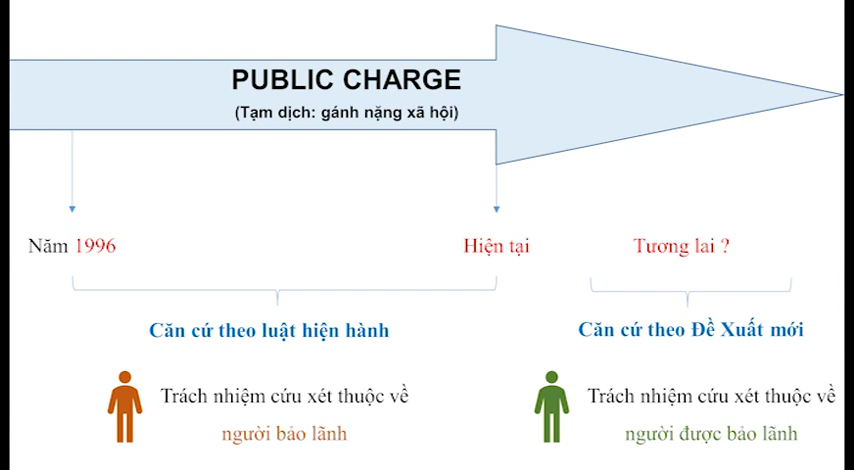 PUBLIC CHARGE
(Tạm dịch: gánh nặng xã hội)
Năm 1996
Hiện tại
Tương lai ?
Căn cứ theo luật hiện hành
Căn cứ theo Đề Xuất mới
Trách nhiệm cứu xét thuộc về
người bảo lãnh
Trách nhiệm cứu xét thuộc về
người được bảo lãnh